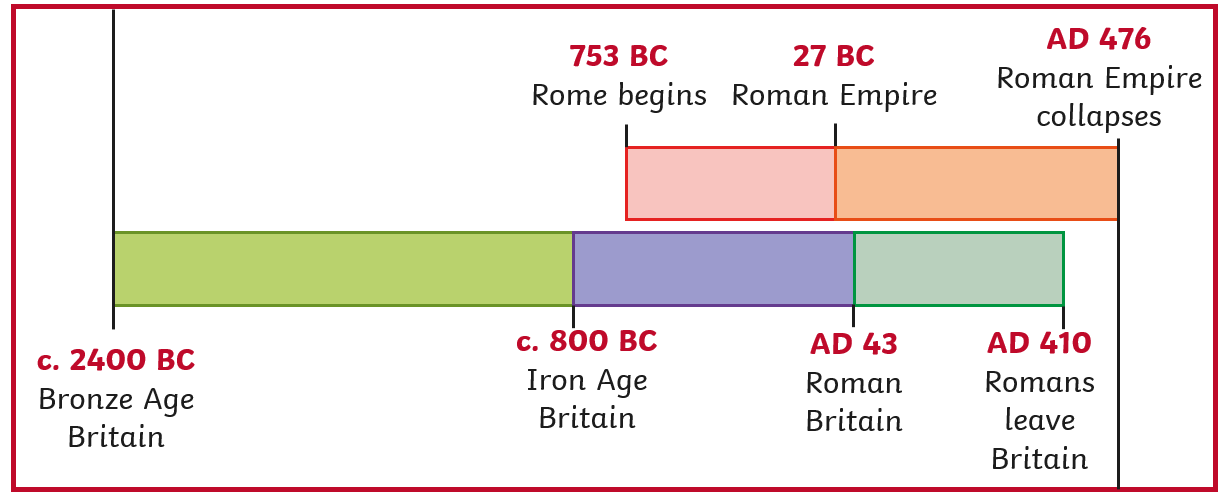 753 BC
Rome begins
27 BC
Roman Empire
AD 476
Roman Empire
collapses
c. 2400 BC
Bronze Age
Britain
c. 800 BC
Iron Age
Britain
AD 43
Roman
Britain
AD 410
Romans
leave
Britain